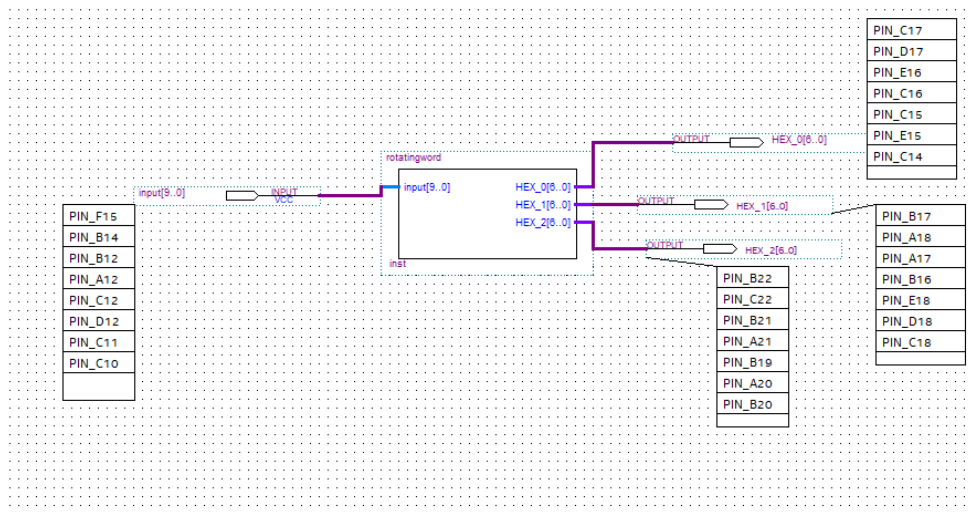 PIN_C17
PIN_D17
PIN_E16
PIN_C16
PIN_C15
PIN_E15
PIN_C14
OUTPUT
HEX_0[6..0]
rotatingword
input[9..0]
HEX_0[6..0]
HEX_1[6..0]
HEX_2[6..0]
inst
input[9..0]
INPUT
VCC
OUTPUT
HEX_1[6..0]
OUTPUT
HEX_2[6..0]
PIN_F15
PIN_B14
PIN_B12
PIN_A12
PIN_C12
PIN_D12
PIN_C11
PIN_C10
PIN_B17
PIN_A18
PIN_A17
PIN_B16
PIN_E18
PIN_D18
PIN_C18
PIN_B22
PIN_C22
PIN_B21
PIN_A21
PIN_B19
PIN_A20
PIN_B20